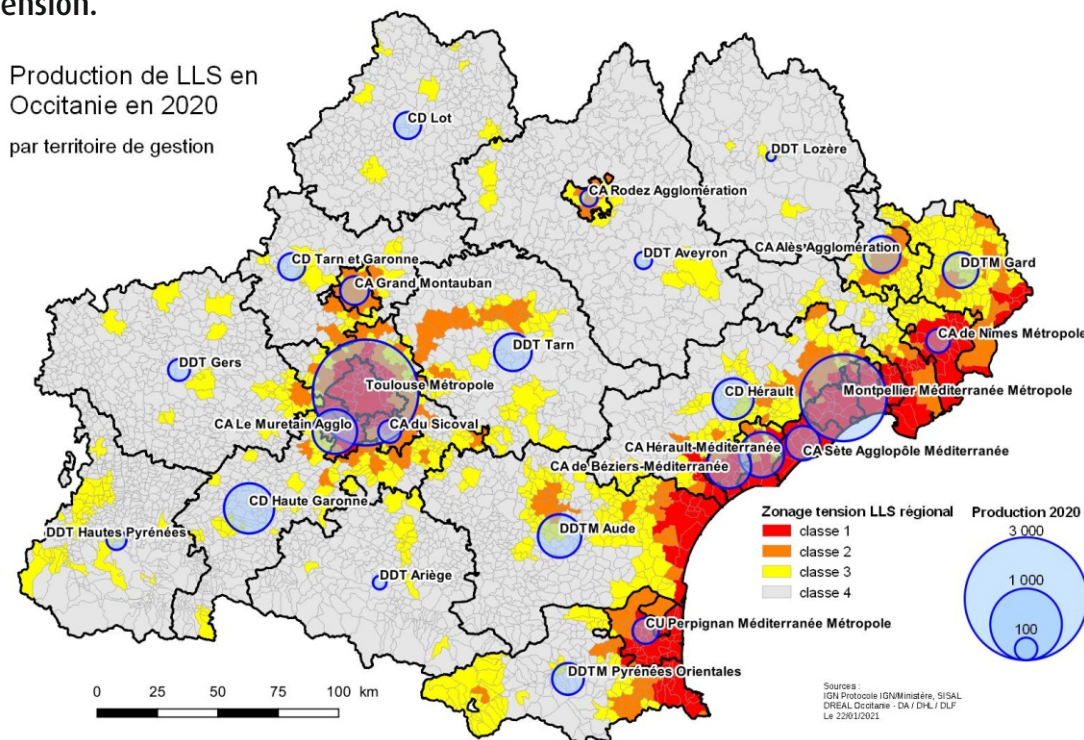 ension.
Production de LLS en
Occitanie en 2020
par territoire de gestion
CD Lot
DDT Lozère
CA Rodez Agglomération
DDT Aveyron
CA Alès Agglomération
DDTM Gard
CD Tarn et Garonne
CA Grand Montauban
CA de Nîmes Métropole
DDT Gers
DDT Tarn
Toulouse Métropole
CD Hérault
Montpellier Méditerranée Métropole
CA Le Muretain Agglo
CA du Sicoval
CA Hérault-Méditerranée
CA Sète Agglopôle Méditerranée
CA de Béziers-Méditerranée
CD Haute Garonne
DDT Hautes Pyrénées
DDTM Aude
DDT Ariège
CU Perpignan Méditerranée Métropole
DDTM Pyrénées Orientales
Zonage tension LLS régional
classe 1
classe 2
classe 3
classe 4
Production 2020
3 000
1 000
100
0 25 50 75 100 km
Sources :
IGN Protocole IGN/Ministère, SISAL
DREAL Occitanie - DA / DHL / DLF
Le 22/01/2021